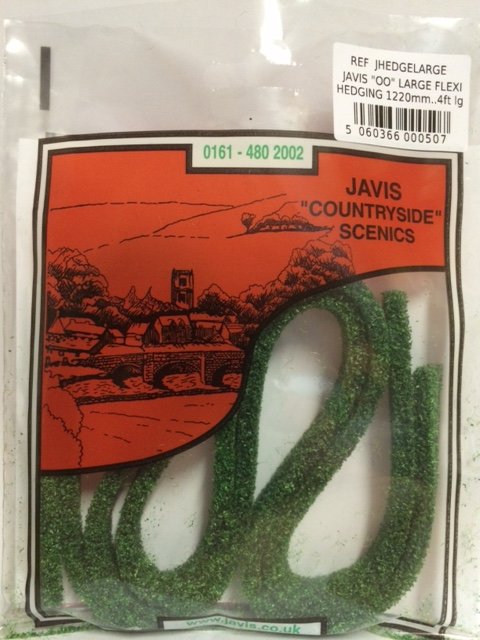 REF JHEDGELARGE
JAVIS "OO" LARGE FLEXI
HEDGING 1220mm..4ft lg
5 060366 000507
0161 - 480 2002
JAVIS
"COUNTRYSIDE"
SCENICS
www.javis.co.uk